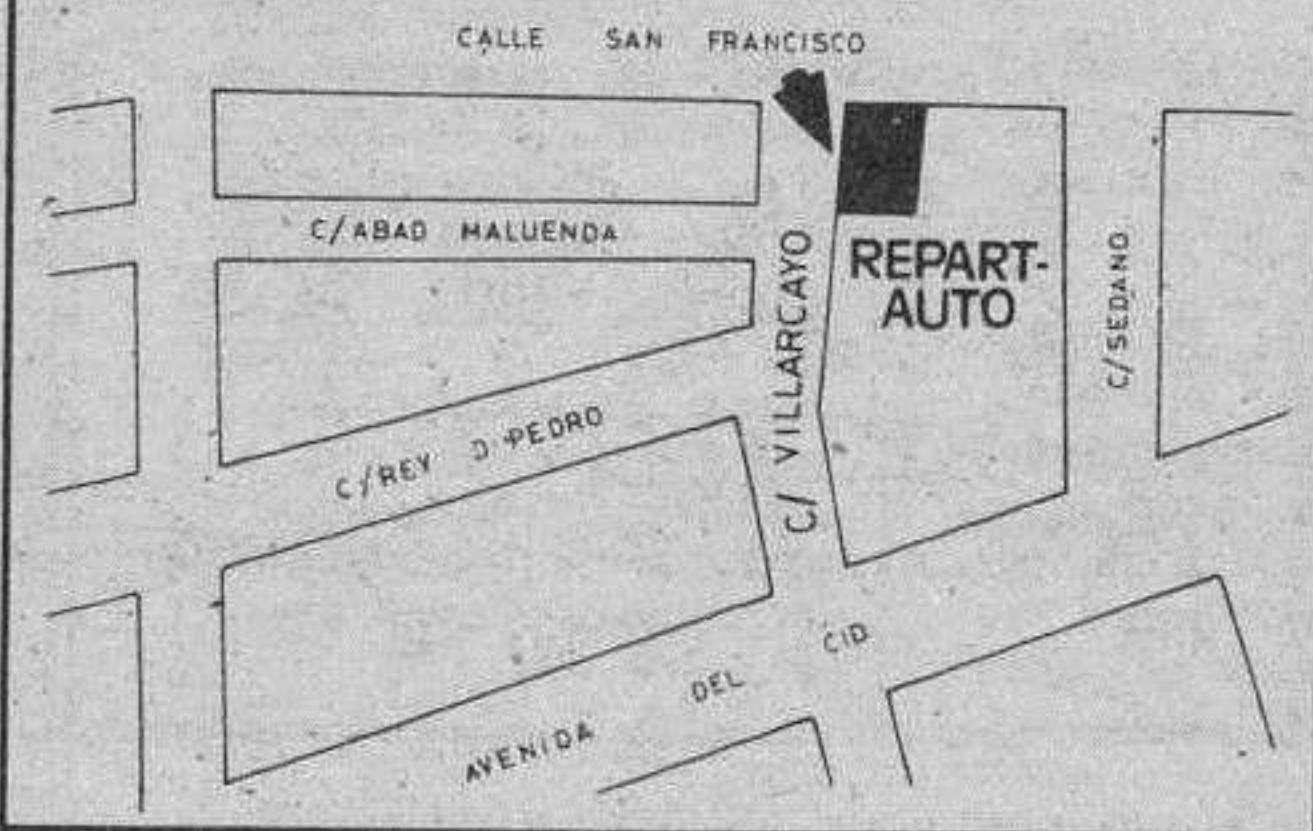 CALLE SAN FRANCISCO
C/ABAD MALUENDA
REPART-
AUTO
C/SEDANO
C/ VILLARCAYO
C/REY D.PEDRO
AVENIDA DEL CID